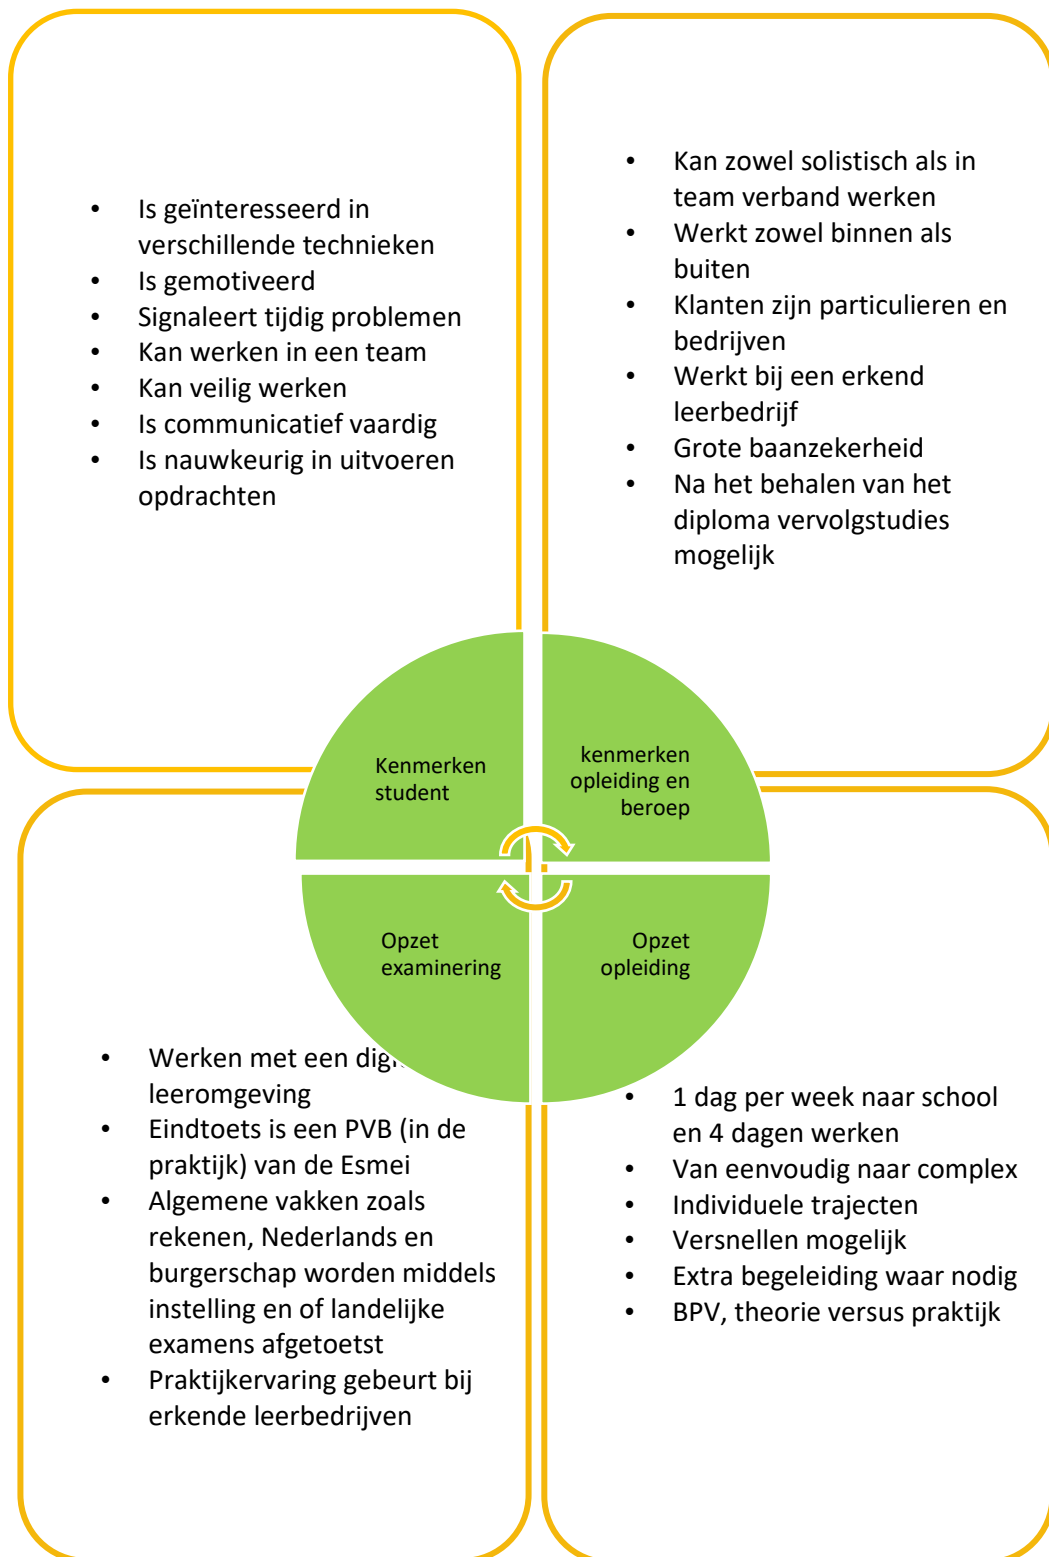 • Is geïnteresseerd in
verschillende technieken
• Is gemotiveerd
• Signaleert tijdig problemen
• Kan werken in een team
• Kan veilig werken
• Is communicatief vaardig
• Is nauwkeurig in uitvoeren
opdrachten
• Kan zowel solistisch als in
team verband werken
• Werkt zowel binnen als
buiten
• Klanten zijn particulieren en
bedrijven
• Werkt bij een erkend
leerbedrijf
• Grote baanzekerheid
• Na het behalen van het
diploma vervolgstudies
mogelijk
Kenmerken
student
kenmerken
opleiding en
beroep
Opzet
examinering
Opzet
opleiding
• Werken met een
leeromgeving
• Eindtoets is een PVB (in de
praktijk) van de Esmei
• Algemene vakken zoals
rekenen, Nederlands en
burgerschap worden middels
instelling en of landelijke
examens afgetoetst
• Praktijkervaring gebeurt bij
erkende leerbedrijven
• 1 dag per week naar school
en 4 dagen werken
• Van eenvoudig naar complex
• Individuele trajecten
• Versnellen mogelijk
• Extra begeleiding waar nodig
• BPV, theorie versus praktijk